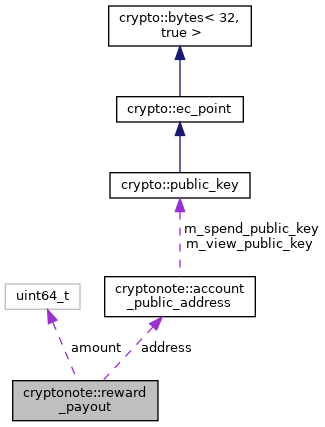 crypto::bytes< 32,
true >
crypto::ec_point
crypto::public_key
m_spend_public_key
m_view_public_key
cryptonote::account
_public_address
uint64_t
amount
address
cryptonote::reward
_payout